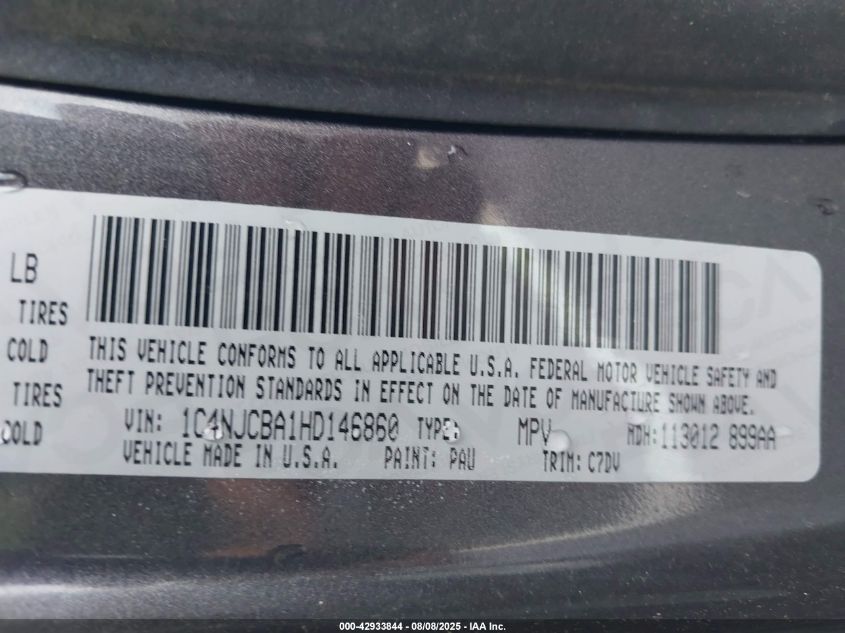 LB
TIRES
COLD
TIRES
COLD
THIS VEHICLE CONFORMS TO ALL APPLICABLE U.S.A. FEDERAL MOTOR VEHICLE SAFETY AND
THEFT PREVENTION STANDARDS IN EFFECT ON THE DATE OF MANUFACTURE SHOWN ABOVE.
VIN: 1C4NJCBA1HD146860 TYPE: MPV MDH:113012 899AA
VEHICLE MADE IN U.S.A. PAINT: PAU TRIM: C7DV
000-42933844 - 08/08/2025 - IAA Inc.